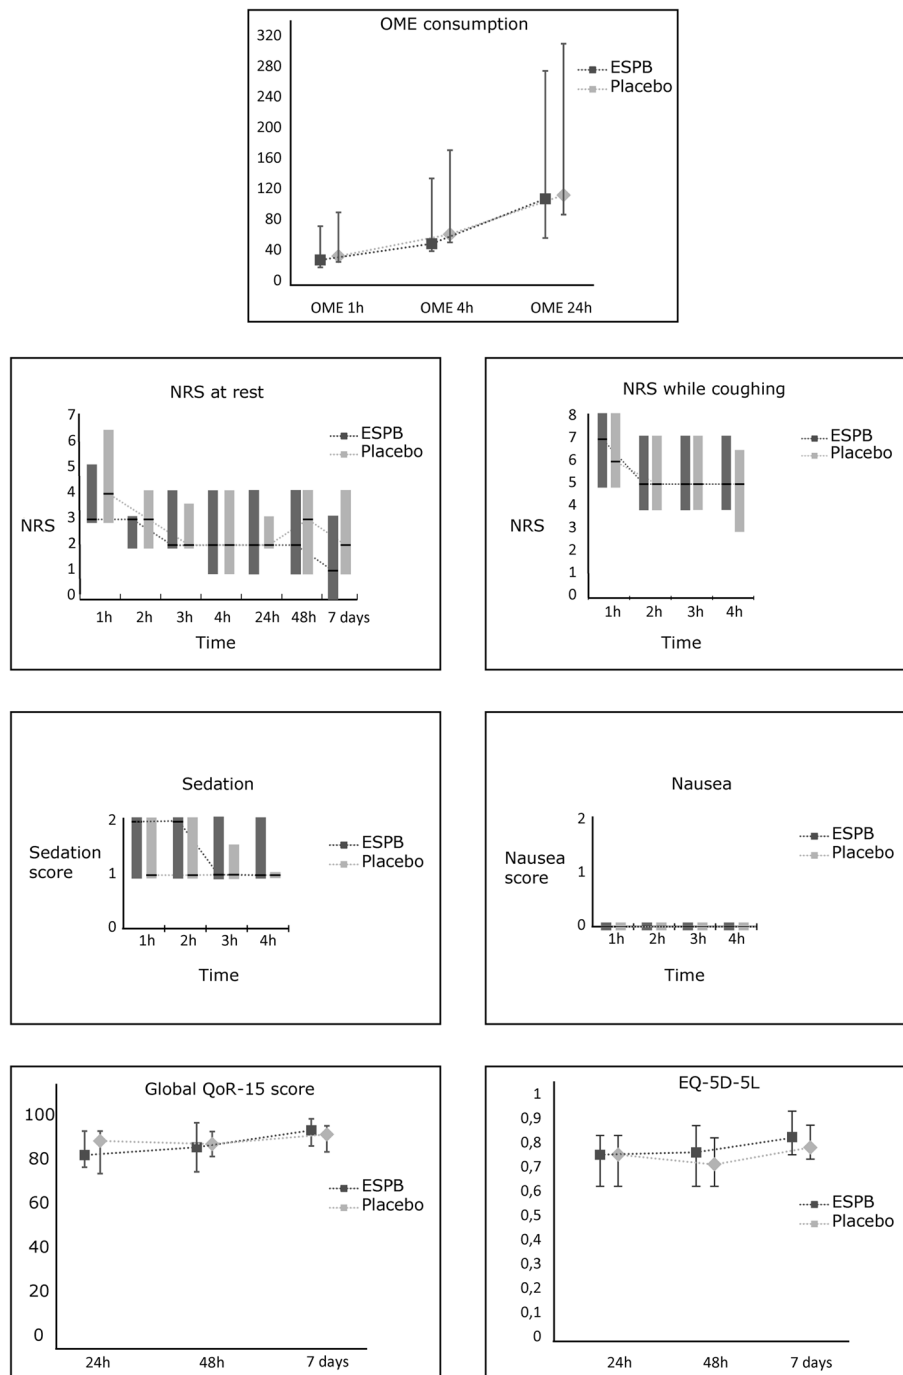 OME consumption
320
280
240
200
160
120
80
40
0
ESPB
Placebo
OME 1h OME 4h OME 24h
NRS at rest
7
6
5
4
3
2
1
0
NRS
ESPB
Placebo
1h 2h 3h 4h 24h 48h 7 days
Time
NRS while coughing
8
7
6
5
4
3
2
1
0
NRS
ESPB
Placebo
1h 2h 3h 4h
Time
Sedation
2
1
0
Sedation
score
ESPB
Placebo
1h 2h 3h 4h
Time
Nausea
2
1
0
Nausea
score
ESPB
Placebo
1h 2h 3h 4h
Time
Global QoR-15 score
100
80
60
40
20
0
ESPB
Placebo
24h 48h 7 days
EQ-5D-5L
1
0,9
0,8
0,7
0,6
0,5
0,4
0,3
0,2
0,1
0
ESPB
Placebo
24h 48h 7 days